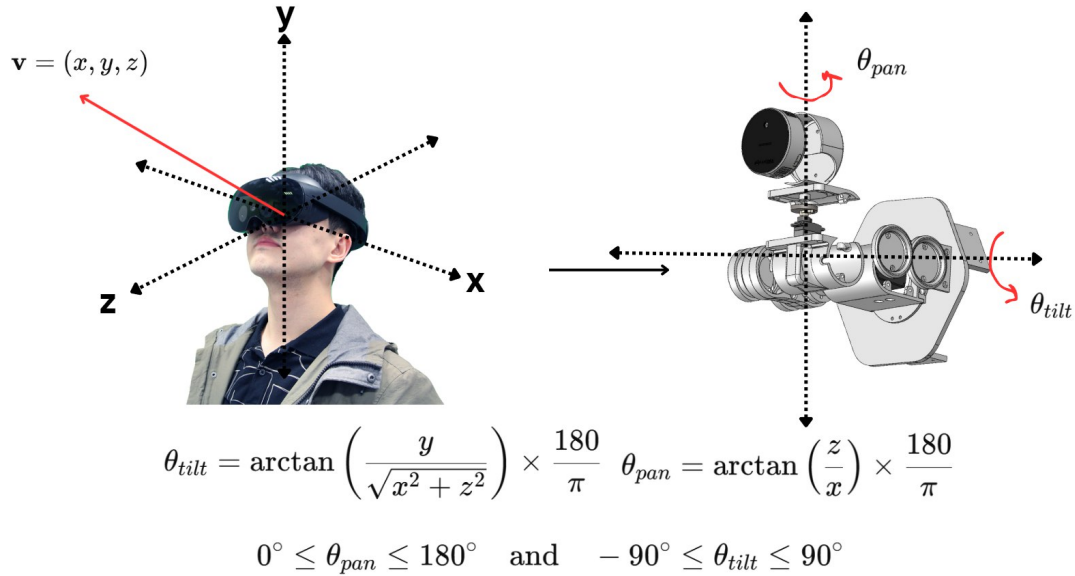 y
v = (x, y, z)
θ_pan
z
x
θ_tilt
θ_tilt = arctan ( y / √(x² + z²) ) × 180 / π
θ_pan = arctan ( z / x ) × 180 / π
0° ≤ θ_pan ≤ 180° and − 90° ≤ θ_tilt ≤ 90°